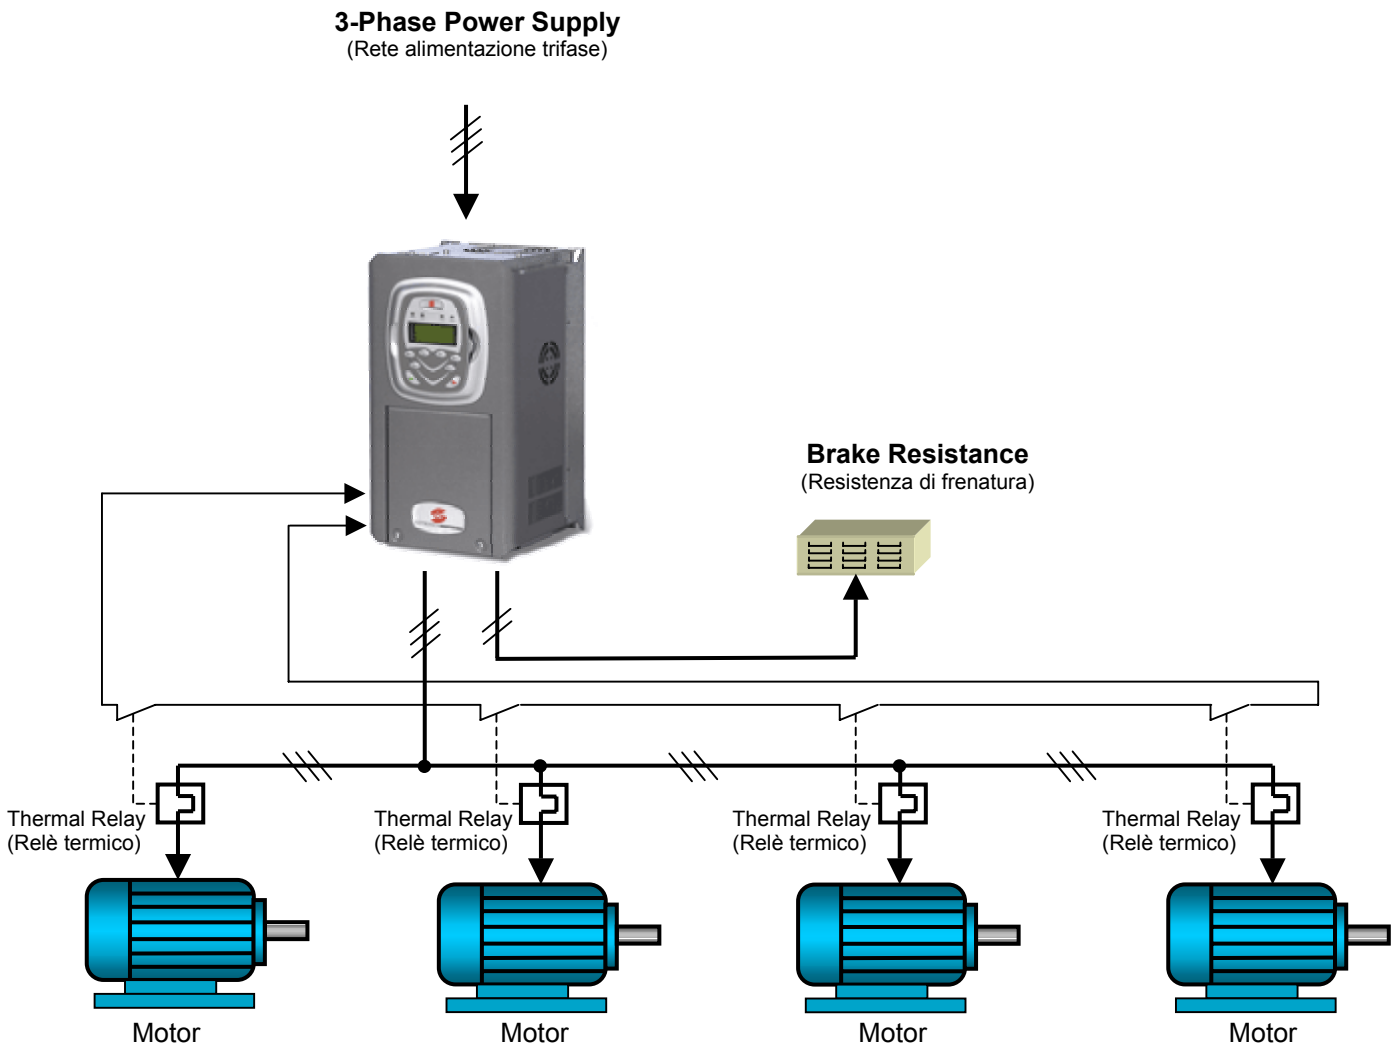 3-Phase Power Supply
(Rete alimentazione trifase)
Brake Resistance
(Resistenza di frenatura)
Thermal Relay
(Relè termico)
Thermal Relay
(Relè termico)
Thermal Relay
(Relè termico)
Thermal Relay
(Relè termico)
Motor
Motor
Motor
Motor